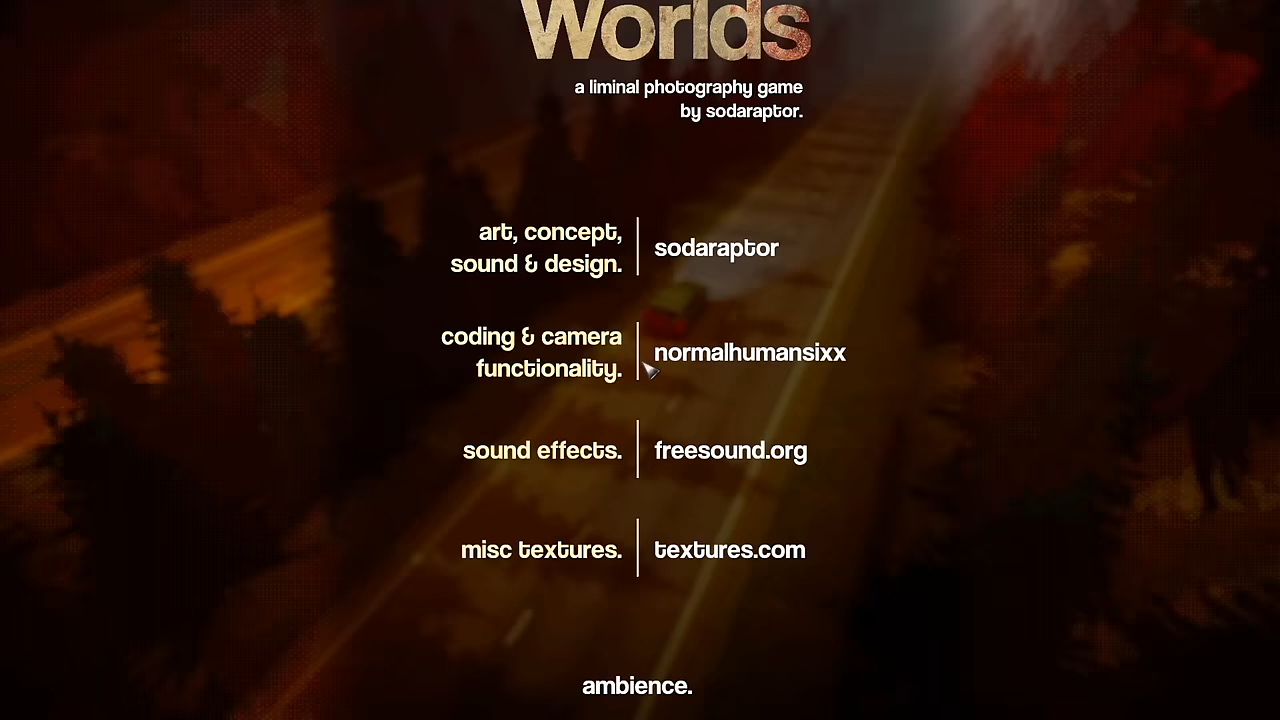 Worlds
a liminal photography game
by sodaraptor.
art, concept,
sound & design.
sodaraptor
coding & camera
functionality.
normalhumansixx
sound effects.
freesound.org
misc textures.
textures.com
ambience.